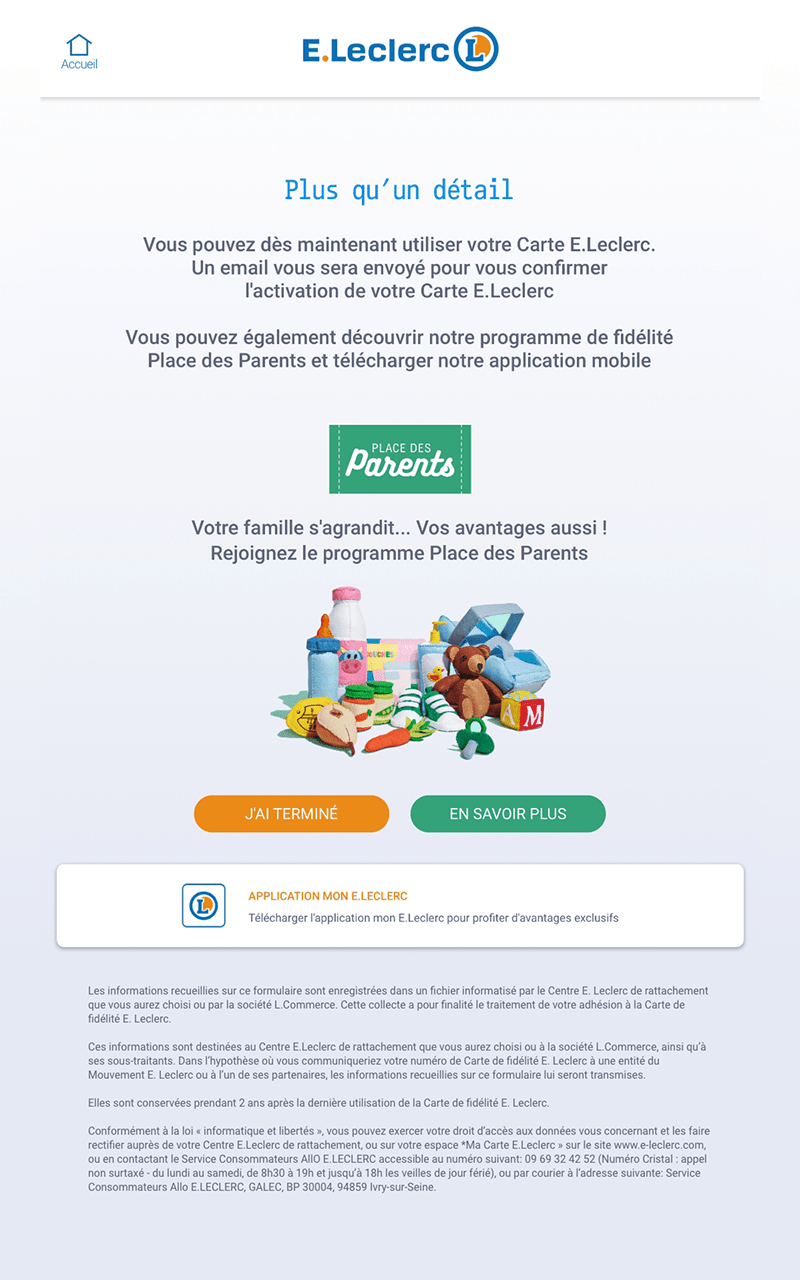 Accueil
E.Leclerc L
Plus qu'un détail
Vous pouvez dès maintenant utiliser votre Carte E.Leclerc.
Un email vous sera envoyé pour vous confirmer
l'activation de votre Carte E.Leclerc
Vous pouvez également découvrir notre programme de fidélité
Place des Parents et télécharger notre application mobile
PLACE DES
Parents
Votre famille s'agrandit... Vos avantages aussi !
Rejoignez le programme Place des Parents
A M
J'AI TERMINÉ
EN SAVOIR PLUS
L
APPLICATION MON E.LECLERC
Télécharger l'application mon E.Leclerc pour profiter d'avantages exclusifs
Les informations recueillies sur ce formulaire sont enregistrées dans un fichier informatisé par le Centre E. Leclerc de rattachement
que vous aurez choisi ou par la société L.Commerce. Cette collecte a pour finalité le traitement de votre adhésion à la Carte de
fidélité E. Leclerc.
Ces informations sont destinées au Centre E.Leclerc de rattachement que vous aurez choisi ou à la société L.Commerce, ainsi qu'à
ses sous-traitants. Dans l'hypothèse où vous communiqueriez votre numéro de Carte de fidélité E. Leclerc à une entité du
Mouvement E. Leclerc ou à l'un de ses partenaires, les informations recueillies sur ce formulaire lui seront transmises.
Elles sont conservées prendant 2 ans après la dernière utilisation de la Carte de fidélité E. Leclerc.
Conformément à la loi « informatique et libertés », vous pouvez exercer votre droit d'accès aux données vous concernant et les faire
rectifier auprès de votre Centre E.Leclerc de rattachement, ou sur votre espace *Ma Carte E.Leclerc » sur le site www.e-leclerc.com,
ou en contactant le Service Consommateurs AllO E.LECLERC accessible au numéro suivant: 09 69 32 42 52 (Numéro Cristal : appel
non surtaxé - du lundi au samedi, de 8h30 à 19h et jusqu'à 18h les veilles de jour férié), ou par courier à l'adresse suivante: Service
Consommateurs Allo E.LECLERC, GALEC, BP 30004, 94859 Ivry-sur-Seine.